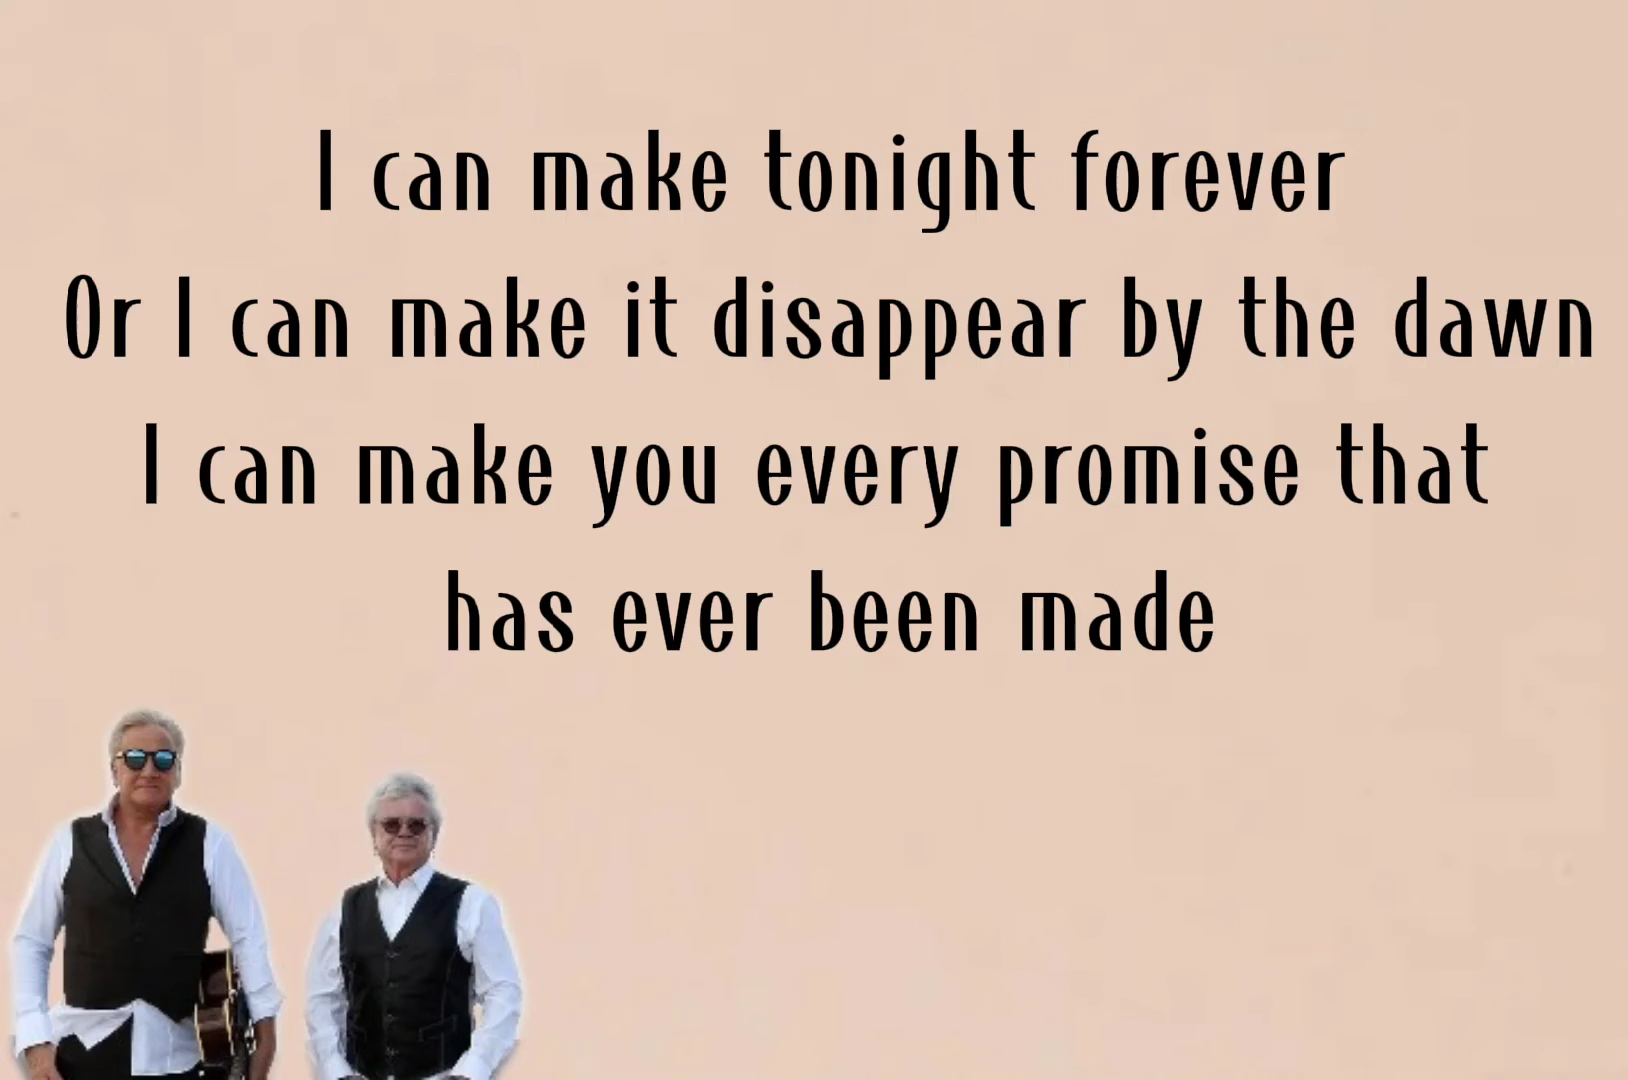 I can make tonight forever
Or I can make it disappear by the dawn
I can make you every promise that
has ever been made